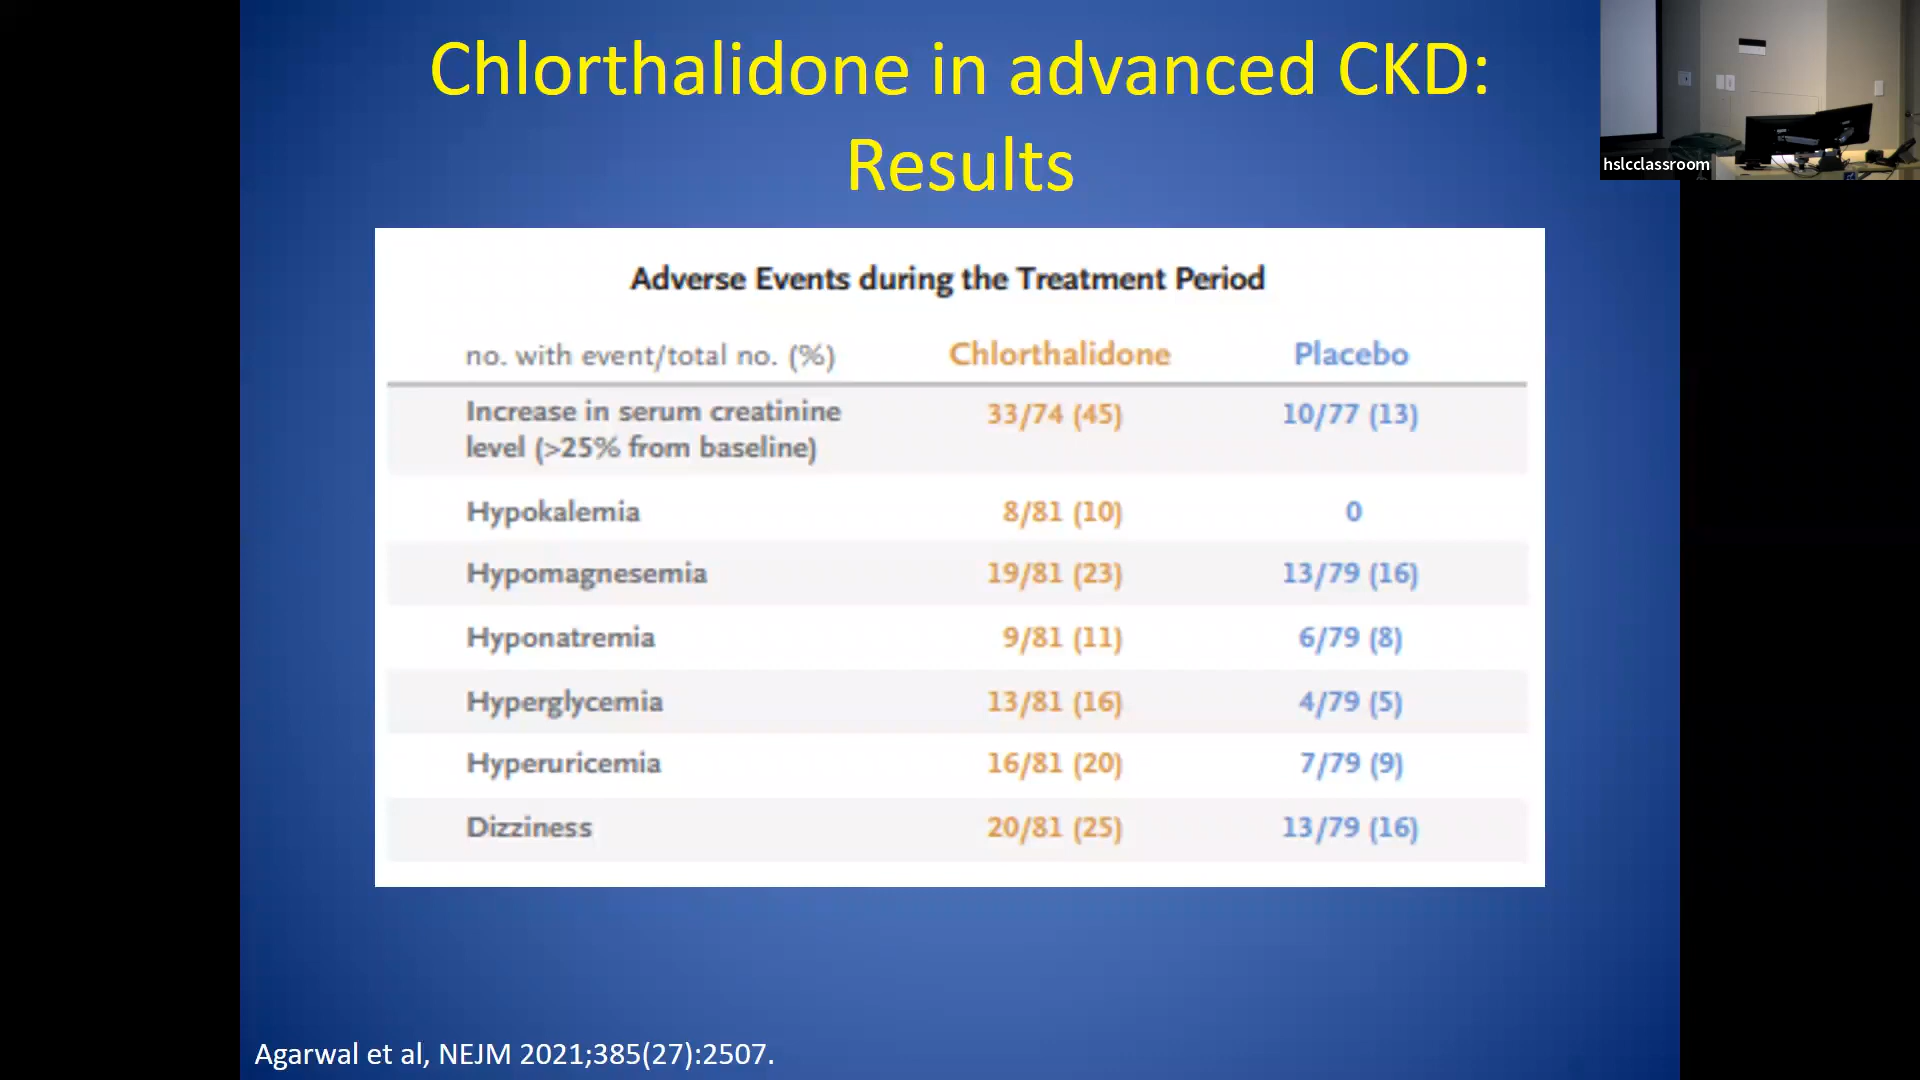 Chlorthalidone in advanced CKD:
Results
hslcclassroom
Adverse Events during the Treatment Period
no. with event/total no. (%) Chlorthalidone Placebo
Increase in serum creatinine
level (>25% from baseline) 33/74 (45) 10/77 (13)
Hypokalemia 8/81 (10) 0
Hypomagnesemia 19/81 (23) 13/79 (16)
Hyponatremia 9/81 (11) 6/79 (8)
Hyperglycemia 13/81 (16) 4/79 (5)
Hyperuricemia 16/81 (20) 7/79 (9)
Dizziness 20/81 (25) 13/79 (16)
Agarwal et al, NEJM 2021;385(27):2507.